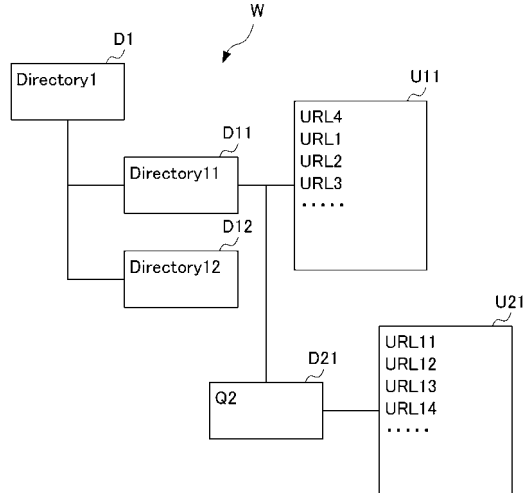 W
D1
Directory1
U11
URL4
URL1
URL2
URL3
.....
D11
Directory11
D12
Directory12
U21
URL11
URL12
URL13
URL14
.....
D21
Q2